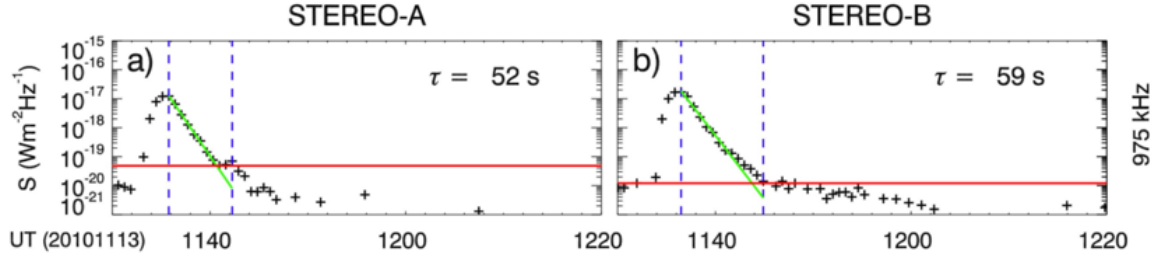 STEREO-A STEREO-B
a) τ = 52 s b) τ = 59 s
S (Wm⁻²Hz⁻¹)
10⁻¹⁵
10⁻¹⁶
10⁻¹⁷
10⁻¹⁸
10⁻¹⁹
10⁻²⁰
10⁻²¹
975 kHz
UT (20101113) 1140 1200 1220 1140 1200 1220